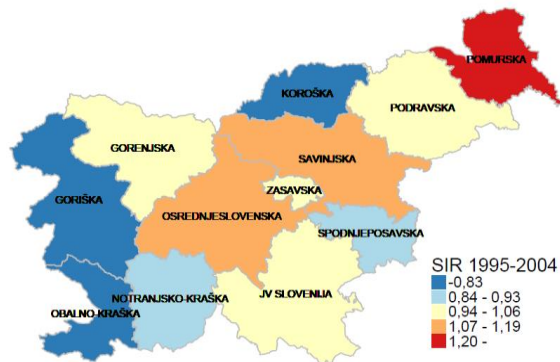 POMURSKA
KOROŠKA
PODRAVSKA
GORENJSKA
SAVINJSKA
ZASAVSKA
GORIŠKA
OSREDNJESLOVENSKA
SPODNJEPOSAVSKA
NOTRANJSKO-KRAŠKA
JV SLOVENIJA
OBALNO-KRAŠKA
SIR 1995-2004
-0,83
0,84 - 0,93
0,94 - 1,06
1,07 - 1,19
1,20 -